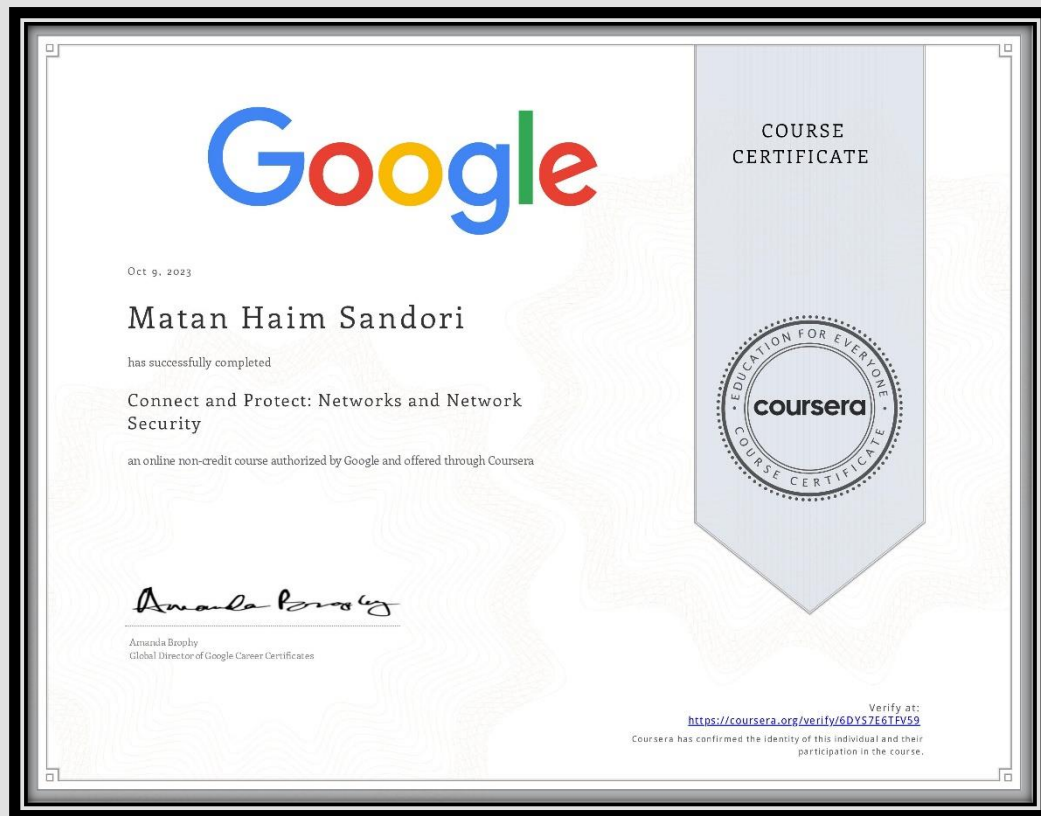 Google
COURSE
CERTIFICATE
Oct 9, 2023
Matan Haim Sandori
has successfully completed
Connect and Protect: Networks and Network
Security
an online non-credit course authorized by Google and offered through Coursera
EDUCATION FOR EVERYONE
coursera
COURSE CERTIFICATE
Amanda Brophy
Amanda Brophy
Global Director of Google Career Certificates
Verify at:
https://coursera.org/verify/6DYS7E6TFV59
Coursera has confirmed the identity of this individual and their
participation in the course.